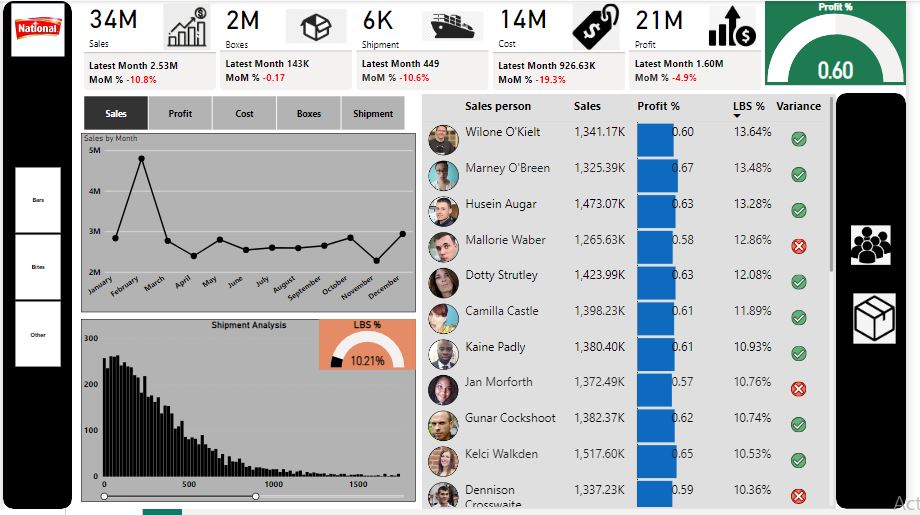 National
34M
Sales
Latest Month 2.53M
MoM % -10.8%
2M
Boxes
Latest Month 143K
MoM % -0.17
6K
Shipment
Latest Month 449
MoM % -10.6%
14M
Cost
Latest Month 926.63K
MoM % -19.3%
21M
Profit
Latest Month 1.60M
MoM % -4.9%
Profit %
0.60
Bars
Bites
Other
Sales Profit Cost Boxes Shipment
Sales by Month
5M
4M
3M
2M
January February March April May June July August September October November December
Shipment Analysis
LBS %
10.21%
300
200
100
0
0 500 1000 1500
Sales person Sales Profit % LBS % Variance
Wilone O'Kielt 1,341.17K 0.60 13.64%
Marney O'Breen 1,325.39K 0.67 13.48%
Husein Augar 1,473.07K 0.63 13.28%
Mallorie Waber 1,265.63K 0.58 12.86%
Dotty Strutley 1,423.99K 0.63 12.08%
Camilla Castle 1,398.23K 0.61 11.89%
Kaine Padly 1,380.40K 0.61 10.93%
Jan Morforth 1,372.49K 0.57 10.76%
Gunar Cockshoot 1,382.37K 0.62 10.74%
Kelci Walkden 1,517.60K 0.65 10.53%
Dennison 1,337.23K 0.59 10.36%
Crosswaite
Act